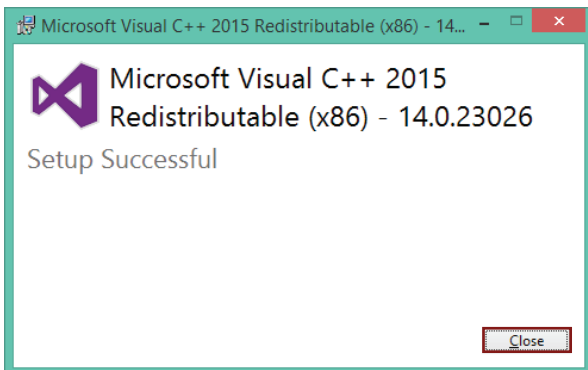 Microsoft Visual C++ 2015 Redistributable (x86) - 14...
Microsoft Visual C++ 2015
Redistributable (x86) - 14.0.23026
Setup Successful
Close